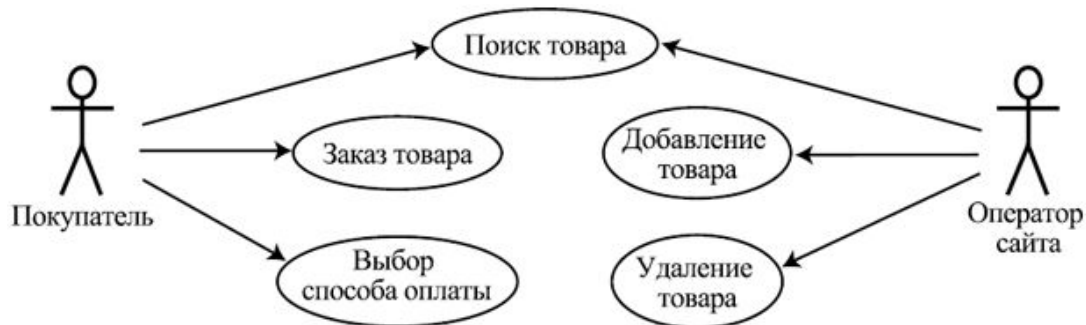 Поиск товара
Заказ товара
Добавление
товара
Покупатель
Оператор
сайта
Выбор
способа оплаты
Удаление
товара